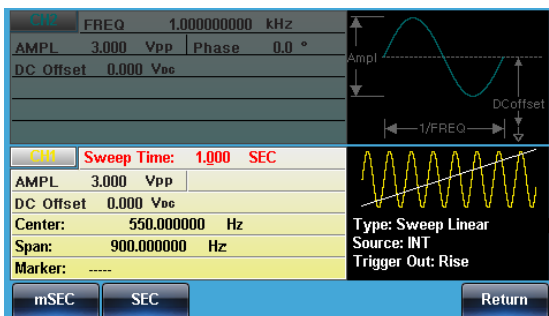 CH2 FREQ 1.000000000 kHz
AMPL 3.000 Vpp Phase 0.0 °
DC Offset 0.000 VDC
Ampl
DCoffset
1/FREQ
CH1 Sweep Time: 1.000 SEC
AMPL 3.000 Vpp
DC Offset 0.000 VDC
Center: 550.000000 Hz
Span: 900.000000 Hz
Marker: -----
Type: Sweep Linear
Source: INT
Trigger Out: Rise
mSEC SEC Return